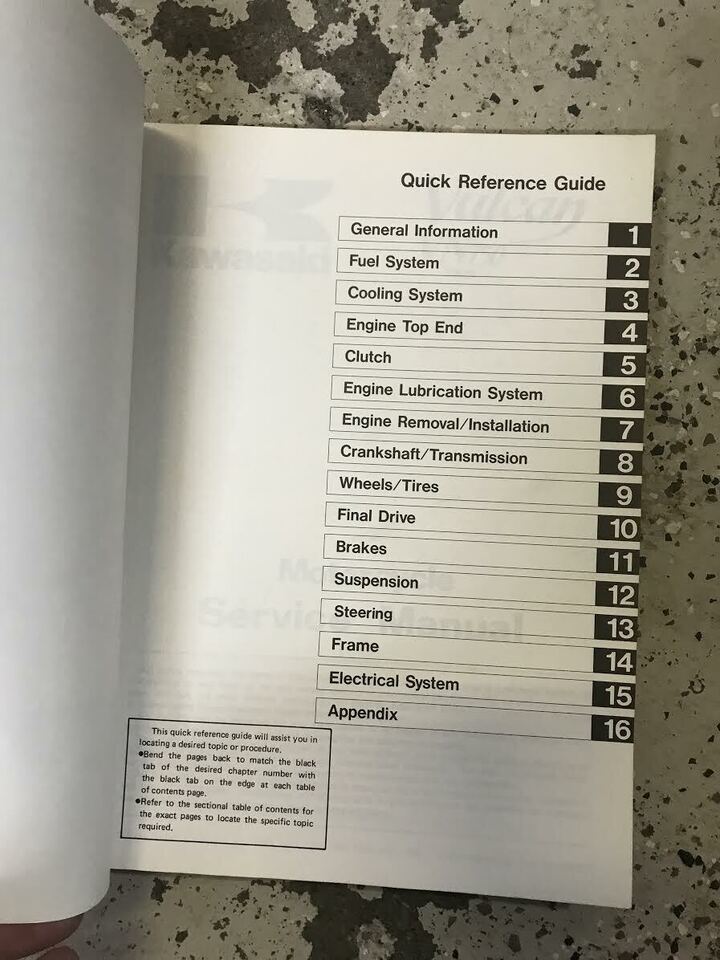 Quick Reference Guide
General Information 1
Fuel System 2
Cooling System 3
Engine Top End 4
Clutch 5
Engine Lubrication System 6
Engine Removal/Installation 7
Crankshaft/Transmission 8
Wheels/Tires 9
Final Drive 10
Brakes 11
Suspension 12
Steering 13
Frame 14
Electrical System 15
Appendix 16
This quick reference guide will assist you in
locating a desired topic or procedure.
●Bend the pages back to match the black
tab of the desired chapter number with
the black tab on the edge at each table
of contents page.
●Refer to the sectional table of contents for
the exact pages to locate the specific topic
required.
Kawasaki
Vulcan
Motorcycle
Service Manual